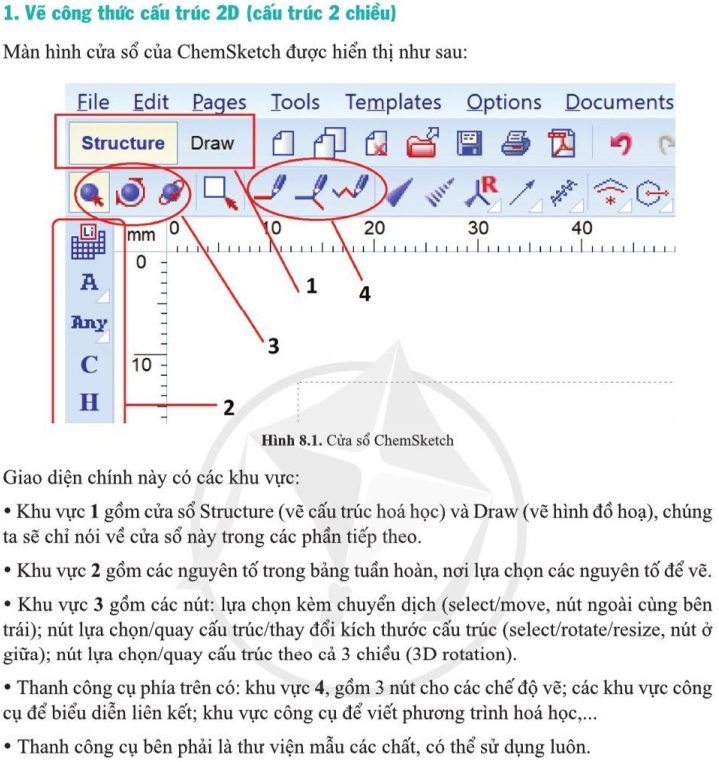 1. Vẽ công thức cấu trúc 2D (cấu trúc 2 chiều)
Màn hình cửa sổ của ChemSketch được hiển thị như sau:
File Edit Pages Tools Templates Options Documents
Structure Draw
R
Li
mm 0 10 20 30 40
0
A
1
4
Any
3
C
10
H
2
Hình 8.1. Cửa sổ ChemSketch
Giao diện chính này có các khu vực:
• Khu vực 1 gồm cửa sổ Structure (vẽ cấu trúc hoá học) và Draw (vẽ hình đồ hoạ), chúng
ta sẽ chỉ nói về cửa sổ này trong các phần tiếp theo.
• Khu vực 2 gồm các nguyên tố trong bảng tuần hoàn, nơi lựa chọn các nguyên tố để vẽ.
• Khu vực 3 gồm các nút: lựa chọn kèm chuyển dịch (select/move, nút ngoài cùng bên
trái); nút lựa chọn/quay cấu trúc/thay đổi kích thước cấu trúc (select/rotate/resize, nút ở
giữa); nút lựa chọn/quay cấu trúc theo cả 3 chiều (3D rotation).
• Thanh công cụ phía trên có: khu vực 4, gồm 3 nút cho các chế độ vẽ; các khu vực công
cụ để biểu diễn liên kết; khu vực công cụ để viết phương trình hoá học,...
• Thanh công cụ bên phải là thư viện mẫu các chất, có thể sử dụng luôn.